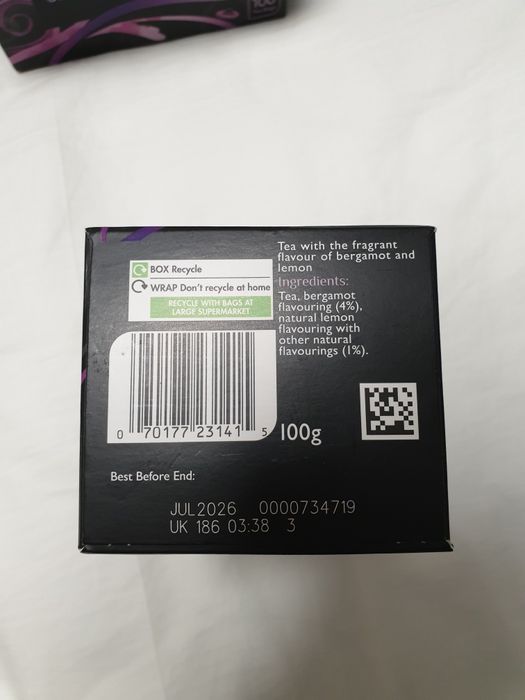 BOX Recycle
WRAP Don't recycle at home
RECYCLE WITH BAGS AT
LARGE SUPERMARKET
Tea with the fragrant
flavour of bergamot and
lemon
Ingredients:
Tea, bergamot
flavouring (4%),
natural lemon
flavouring with
other natural
flavourings (1%).
0 70177 23141 5
100g
Best Before End:
JUL2026 0000734719
UK 186 03:38 3